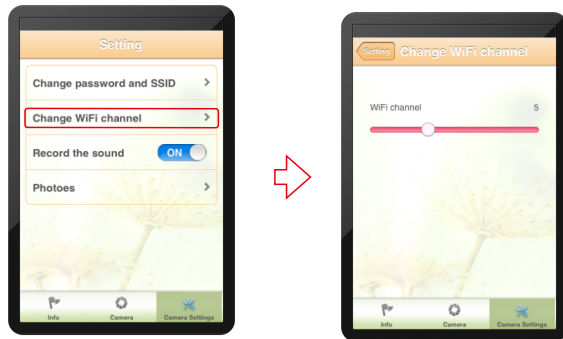 Setting
Change password and SSID
Change WiFi channel
Record the sound ON
Photoes
Info Camera Camera Settings
Setting Change WiFi channel
WiFi channel 5
Info Camera Camera Settings